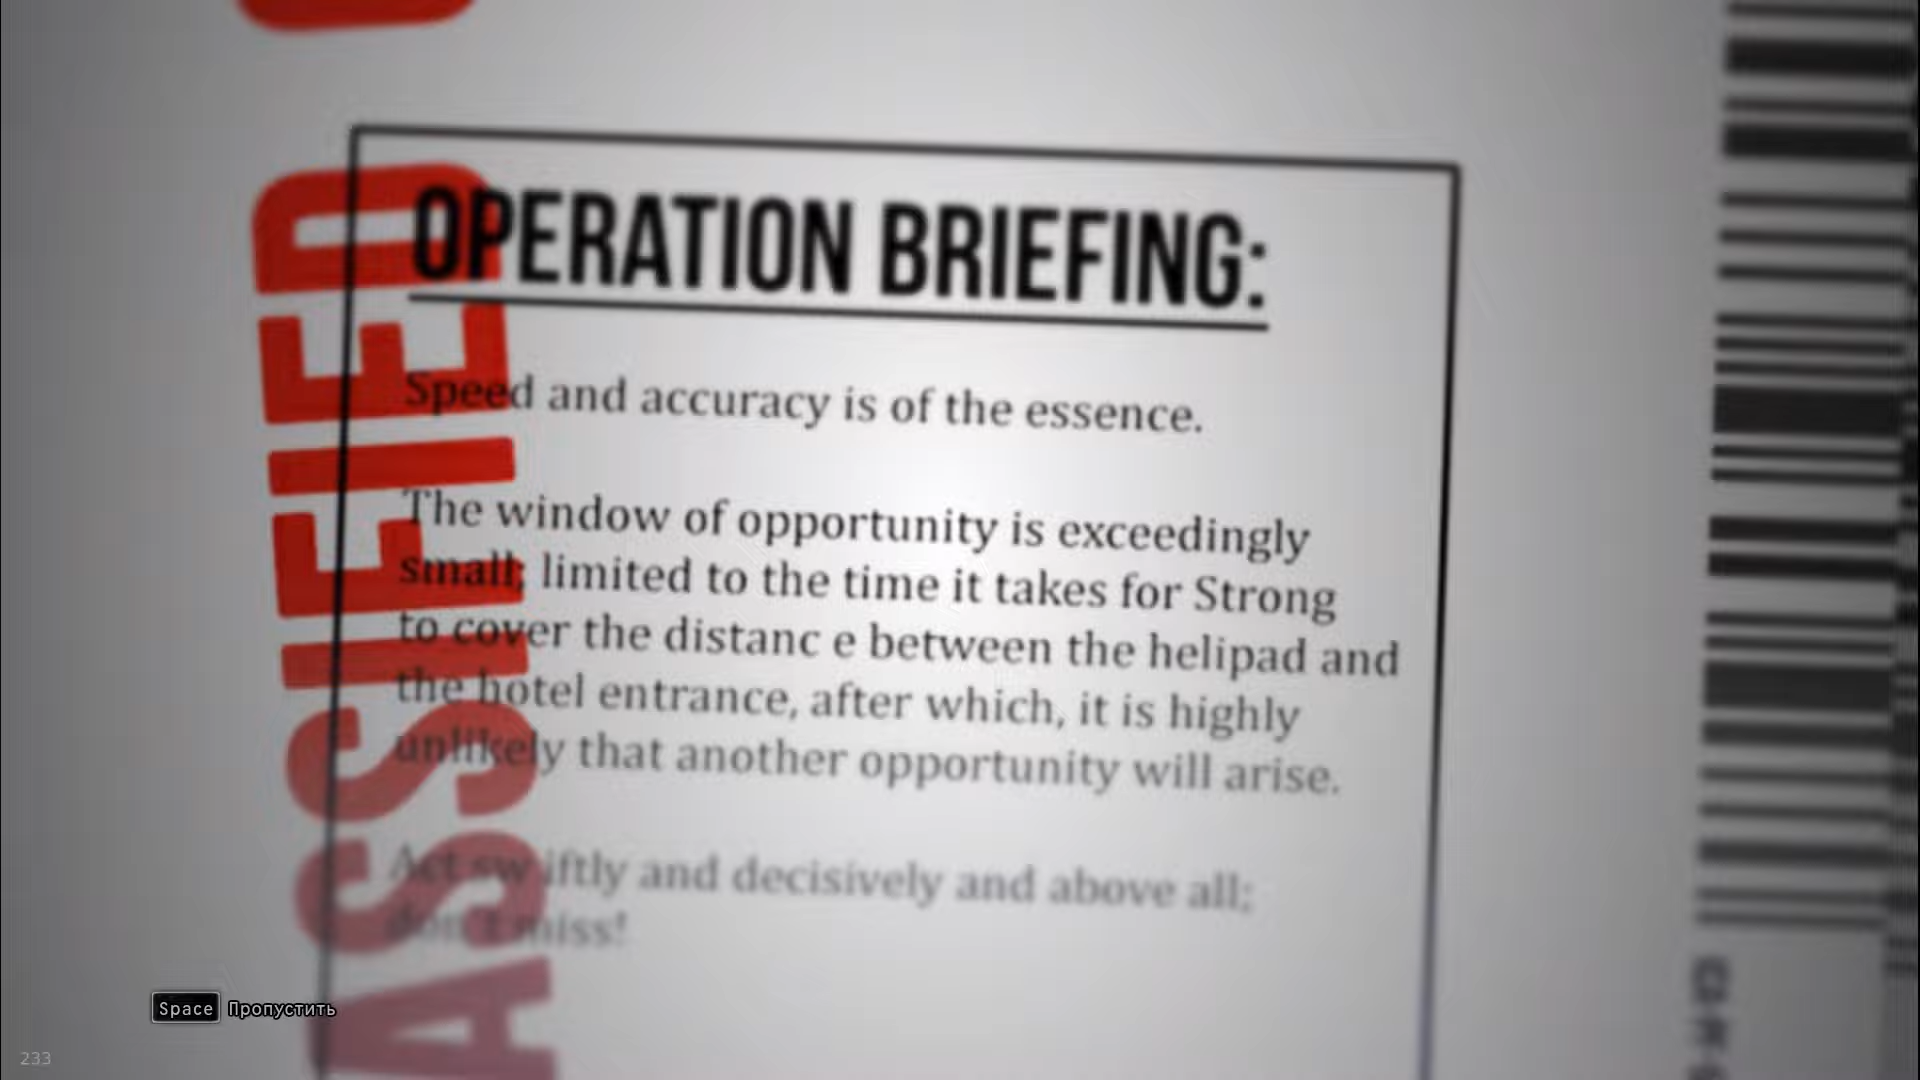 OPERATION BRIEFING:
Speed and accuracy is of the essence.
The window of opportunity is exceedingly
small; limited to the time it takes for Strong
to cover the distanc e between the helipad and
the hotel entrance, after which, it is highly
unlikely that another opportunity will arise.
Act sw iftly and decisively and above all;
don't miss!
ASSIFIED
Space Пропустить
233